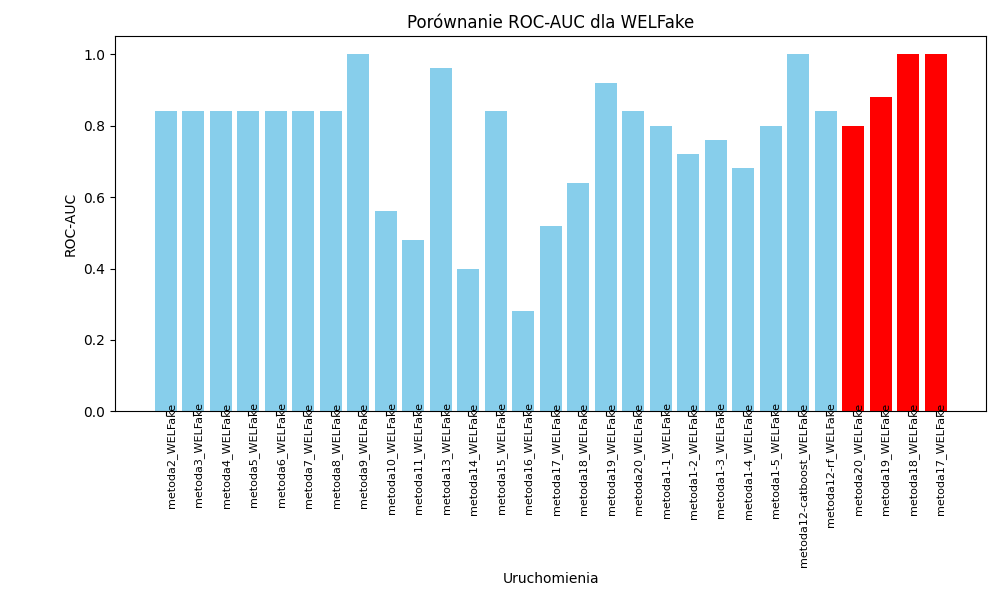 Porównanie ROC-AUC dla WELFake
1.0
0.8
0.6
0.4
0.2
0.0
ROC-AUC
metoda2_WELFake
metoda3_WELFake
metoda4_WELFake
metoda5_WELFake
metoda6_WELFake
metoda7_WELFake
metoda8_WELFake
metoda9_WELFake
metoda10_WELFake
metoda11_WELFake
metoda13_WELFake
metoda14_WELFake
metoda15_WELFake
metoda16_WELFake
metoda17_WELFake
metoda18_WELFake
metoda19_WELFake
metoda20_WELFake
metoda1-1_WELFake
metoda1-2_WELFake
metoda1-3_WELFake
metoda1-4_WELFake
metoda1-5_WELFake
metoda12-catboost_WELFake
metoda12-rf_WELFake
metoda20_WELFake
metoda19_WELFake
metoda18_WELFake
metoda17_WELFake
Uruchomienia